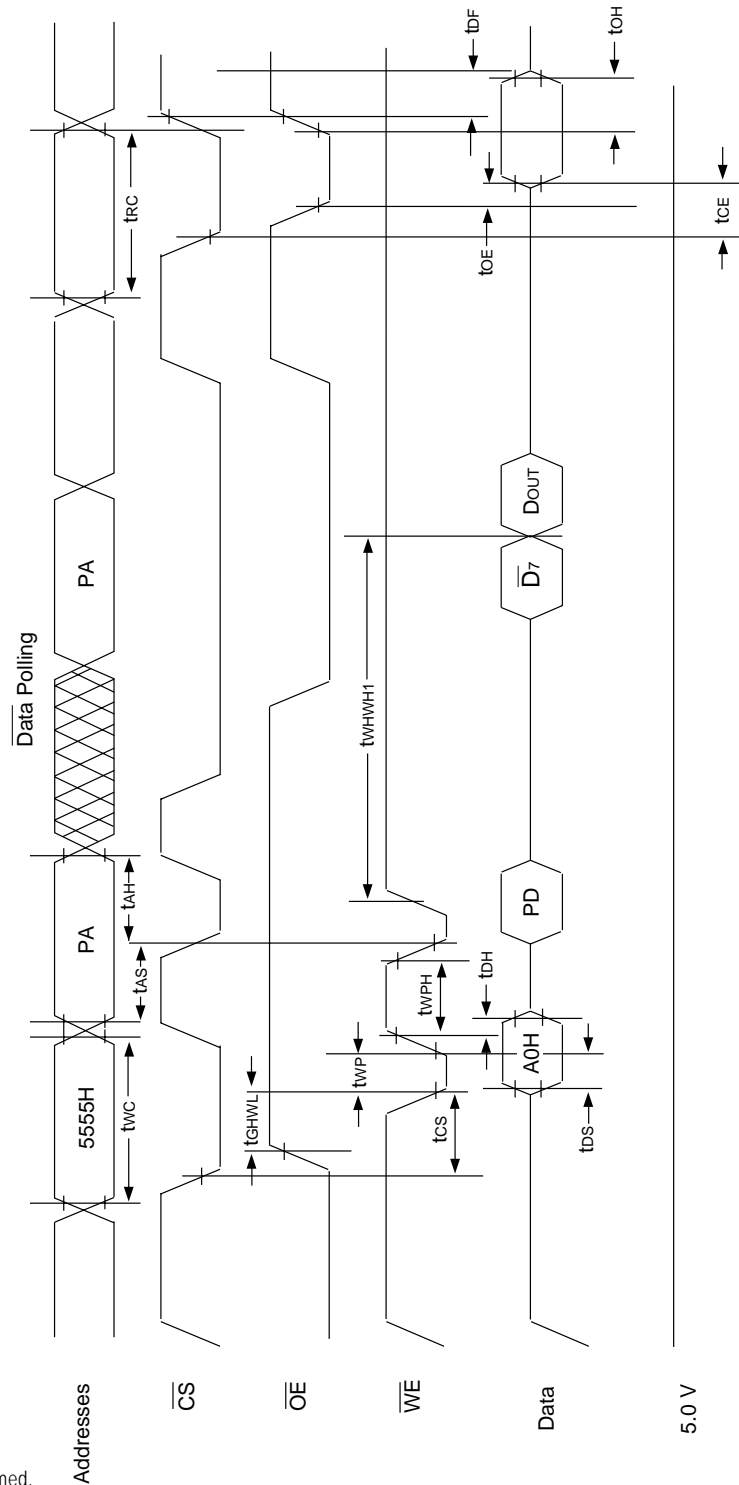 Data Polling
Addresses
5555H
PA
PA
tWC
tAS
tAH
tRC
CS
OE
tGHWL
WE
tCS
tWP
tWPH
tWHWH1
Data
A0H
PD
D7
DOUT
tDS
tDH
tOE
tDF
tOH
tCE
5.0 V
med.